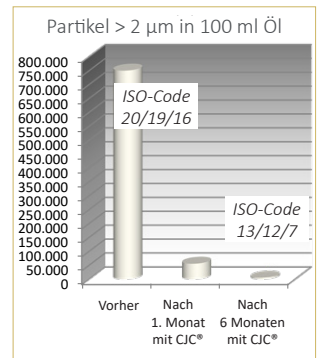 Partikel > 2 µm in 100 ml Öl
800.000
750.000
700.000
650.000
600.000
550.000
500.000
450.000
400.000
350.000
300.000
250.000
200.000
150.000
100.000
50.000
0
ISO-Code
20/19/16
ISO-Code
13/12/7
Vorher
Nach
1. Monat
mit CJC®
Nach
6 Monaten
mit CJC®